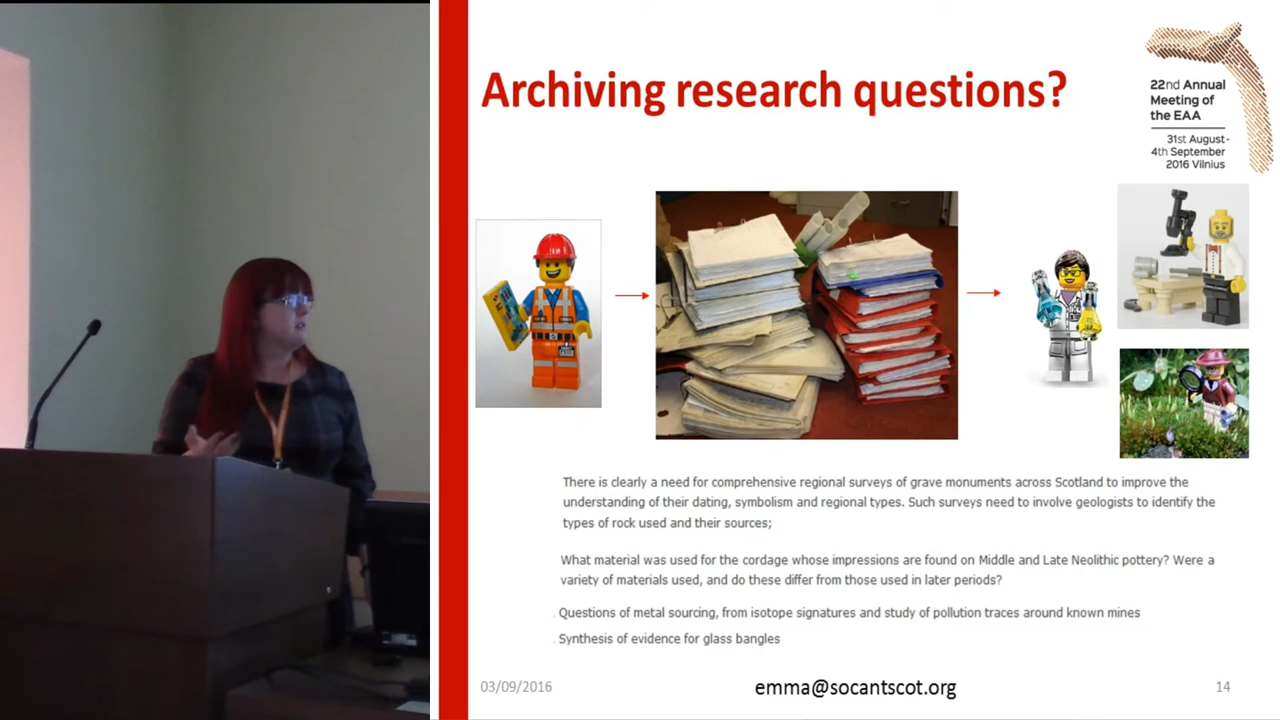 Archiving research questions?
22nd Annual
Meeting of
the EAA
31st August-
4th September
2016 Vilnius
There is clearly a need for comprehensive regional surveys of grave monuments across Scotland to improve the
understanding of their dating, symbolism and regional types. Such surveys need to involve geologists to identify the
types of rock used and their sources;
What material was used for the cordage whose impressions are found on Middle and Late Neolithic pottery? Were a
variety of materials used, and do these differ from those used in later periods?
. Questions of metal sourcing, from isotope signatures and study of pollution traces around known mines
. Synthesis of evidence for glass bangles
03/09/2016
emma@socantscot.org
14